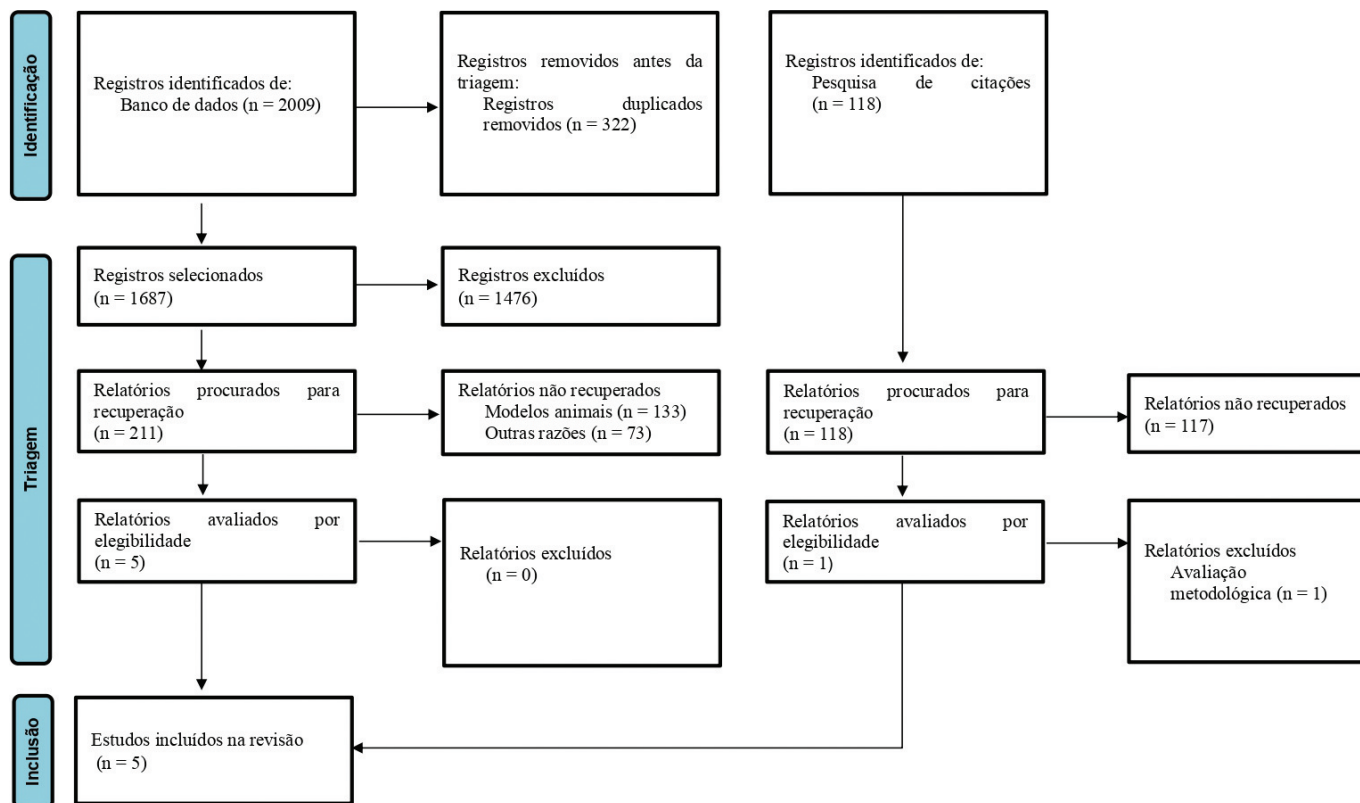 Identificação
Registros identificados de:
Banco de dados (n = 2009)
Registros removidos antes da
triagem:
Registros duplicados
removidos (n = 322)
Registros identificados de:
Pesquisa de citações
(n = 118)
Triagem
Registros selecionados
(n = 1687)
Registros excluídos
(n = 1476)
Relatórios procurados para
recuperação
(n = 211)
Relatórios não recuperados
Modelos animais (n = 133)
Outras razões (n = 73)
Relatórios procurados para
recuperação
(n = 118)
Relatórios não recuperados
(n = 117)
Relatórios avaliados por
elegibilidade
(n = 5)
Relatórios excluídos
(n = 0)
Relatórios avaliados por
elegibilidade
(n = 1)
Relatórios excluídos
Avaliação
metodológica (n = 1)
Inclusão
Estudos incluídos na revisão
(n = 5)